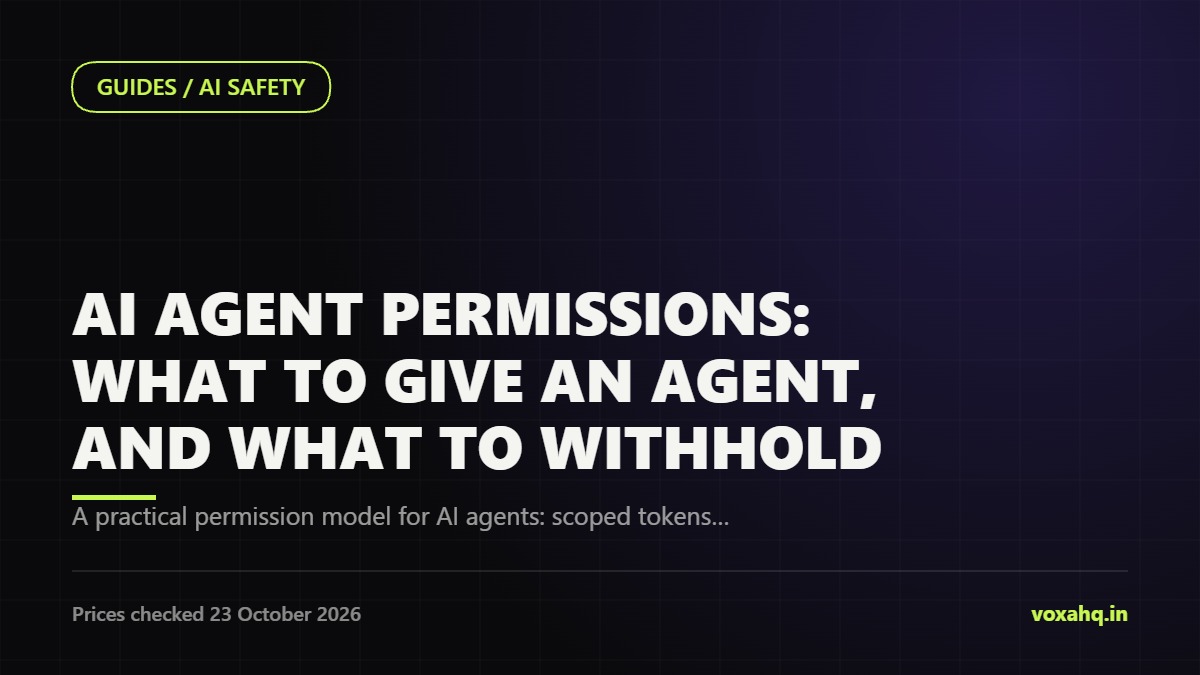 GUIDES / AI SAFETY
AI AGENT PERMISSIONS:
WHAT TO GIVE AN AGENT,
AND WHAT TO WITHHOLD
A practical permission model for AI agents: scoped tokens...
Prices checked 23 October 2026
voxahq.in